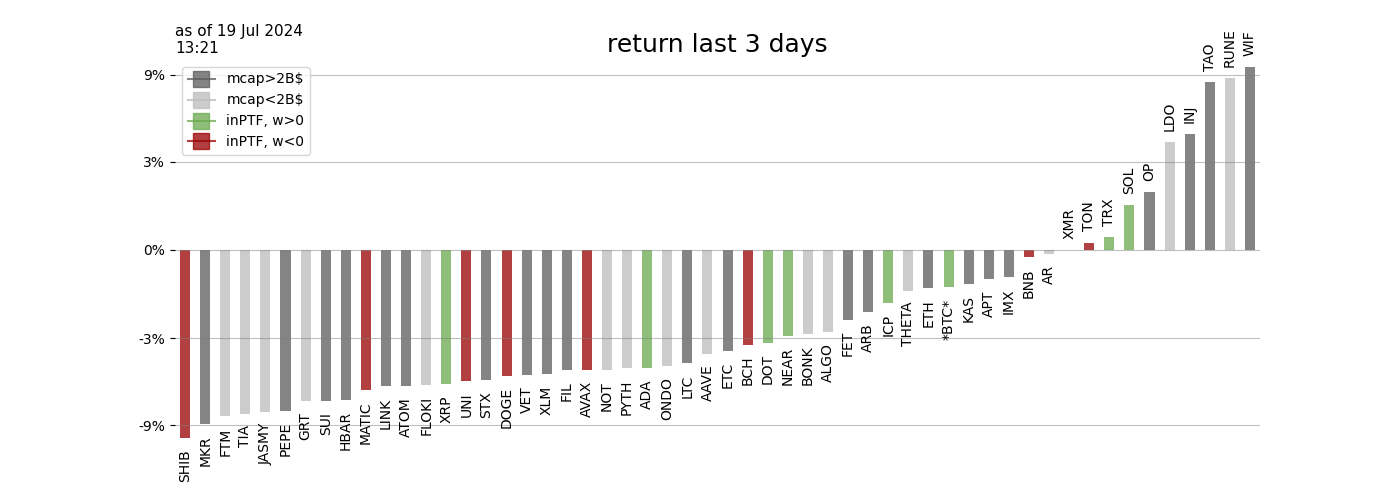 as of 19 Jul 2024
13:21
return last 3 days
mcap>2B$
mcap<2B$
inPTF, w>0
inPTF, w<0
9%
3%
0%
-3%
-9%
SHIB
MKR
FTM
TIA
JASMY
PEPE
GRT
SUI
HBAR
MATIC
LINK
ATOM
FLOKI
XRP
UNI
STX
DOGE
VET
XLM
FIL
AVAX
NOT
PYTH
ADA
ONDO
LTC
AAVE
ETC
BCH
DOT
NEAR
BONK
ALGO
FET
ARB
ICP
THETA
ETH
*BTC*
KAS
APT
IMX
BNB
AR
XMR
TON
TRX
SOL
OP
LDO
INJ
TAO
RUNE
WIF